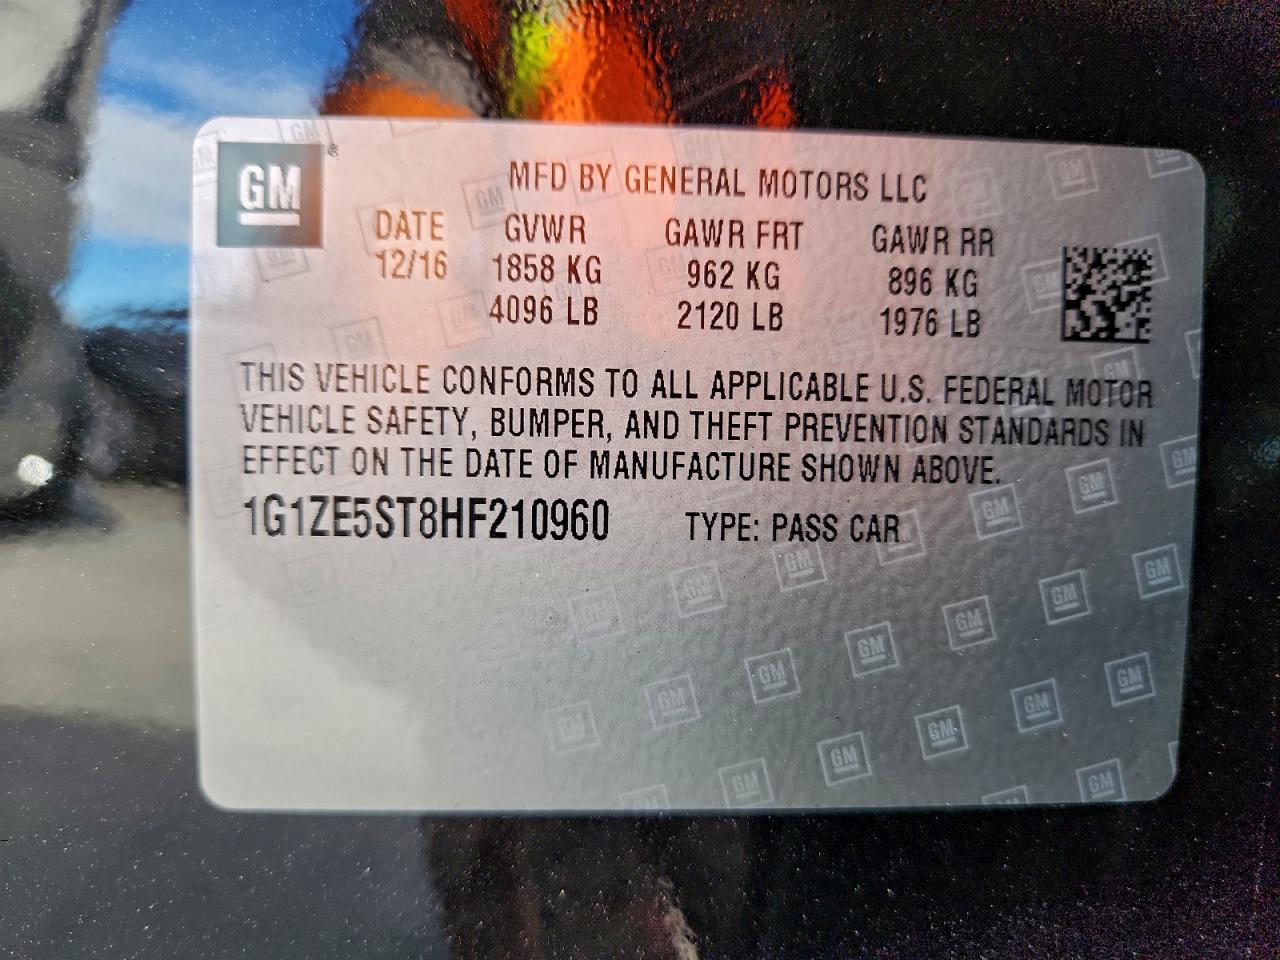 GM
MFD BY GENERAL MOTORS LLC
DATE GVWR GAWR FRT GAWR RR
12/16 1858 KG 962 KG 896 KG
4096 LB 2120 LB 1976 LB
THIS VEHICLE CONFORMS TO ALL APPLICABLE U.S. FEDERAL MOTOR
VEHICLE SAFETY, BUMPER, AND THEFT PREVENTION STANDARDS IN
EFFECT ON THE DATE OF MANUFACTURE SHOWN ABOVE.
1G1ZE5ST8HF210960 TYPE: PASS CAR